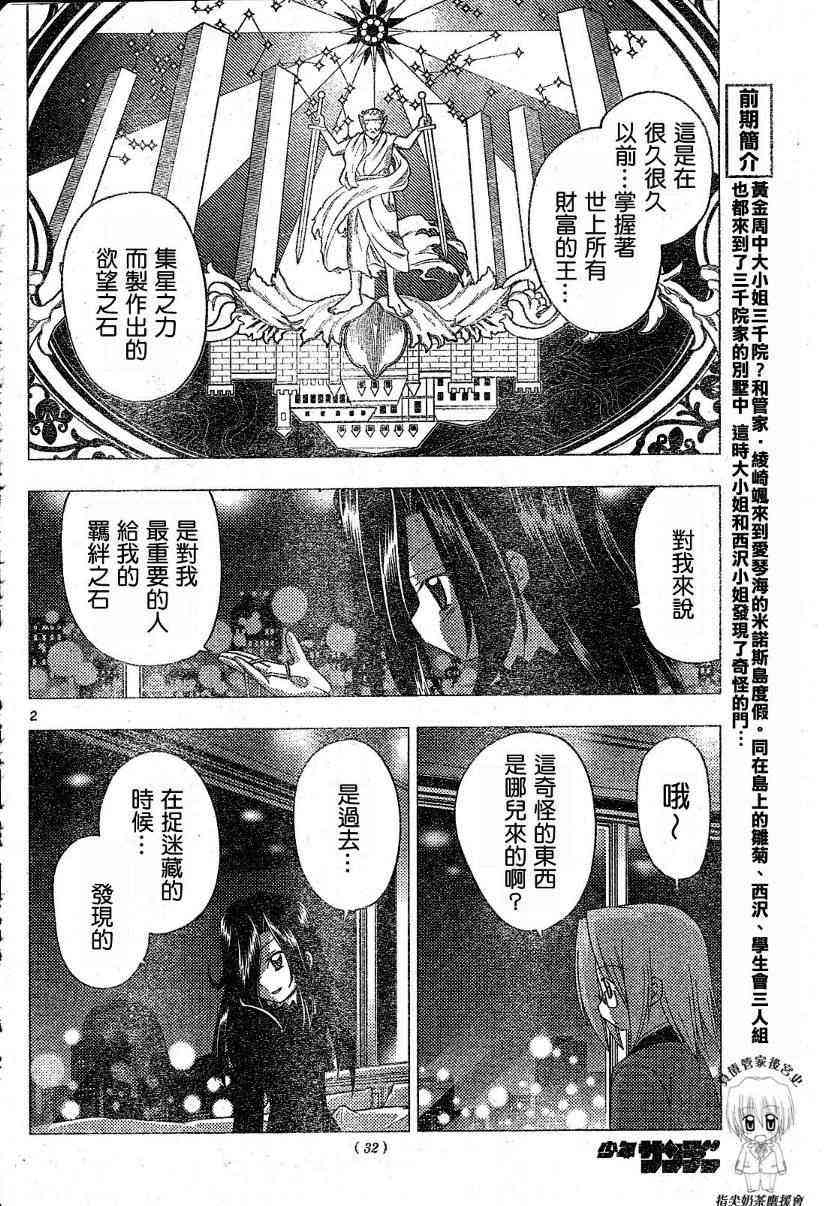 前期簡介
黃金周中大小姐三千院?和管家・綾崎颯來到愛琴海的米諾斯島度假。同在島上的雛菊、西沢、學生會三人組
也都來到了三千院家的別墅中 這時大小姐和西沢小姐發現了奇怪的門…
這是在
很久很久
以前…掌握著
世上所有
財富的王…
集星之力
而製作出的
欲望之石
對我來說
是對我
最重要的人
給我的
羈絆之石
哦～
這奇怪的東西
是哪兒來的啊？
是過去…
在捉迷藏的
時候…
發現的
2
(32)
少年サンデー
負債管家後宮史
指尖奶茶應援會